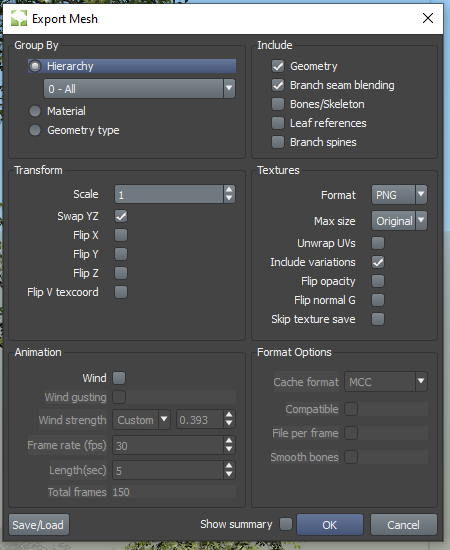 Export Mesh
Group By
Hierarchy
0 - All
Material
Geometry type
Include
Geometry
Branch seam blending
Bones/Skeleton
Leaf references
Branch spines
Transform
Scale 1
Swap YZ
Flip X
Flip Y
Flip Z
Flip V texcoord
Textures
Format PNG
Max size Original
Unwrap UVs
Include variations
Flip opacity
Flip normal G
Skip texture save
Animation
Wind
Wind gusting
Wind strength Custom 0.393
Frame rate (fps) 30
Length(sec) 5
Total frames 150
Format Options
Cache format MCC
Compatible
File per frame
Smooth bones
Save/Load
Show summary
OK
Cancel